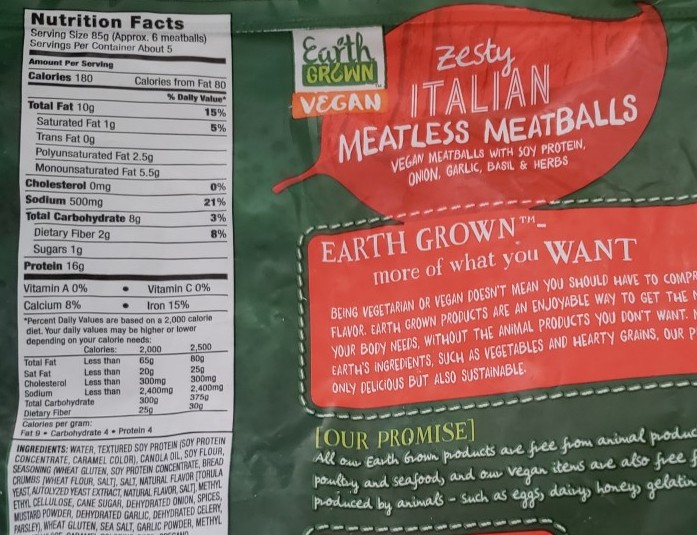 Nutrition Facts
Serving Size 85g (Approx. 6 meatballs)
Servings Per Container About 5
Amount Per Serving
Calories 180 Calories from Fat 80
% Daily Value*
Total Fat 10g 15%
Saturated Fat 1g 5%
Trans Fat 0g
Polyunsaturated Fat 2.5g
Monounsaturated Fat 5.5g
Cholesterol 0mg 0%
Sodium 500mg 21%
Total Carbohydrate 8g 3%
Dietary Fiber 2g 8%
Sugars 1g
Protein 16g
Vitamin A 0% • Vitamin C 0%
Calcium 8% • Iron 15%
*Percent Daily Values are based on a 2,000 calorie
diet. Your daily values may be higher or lower
depending on your calorie needs:
Calories: 2,000 2,500
Total Fat Less than 65g 80g
Sat Fat Less than 20g 25g
Cholesterol Less than 300mg 300mg
Sodium Less than 2,400mg 2,400mg
Total Carbohydrate 300g 375g
Dietary Fiber 25g 30g
Calories per gram:
Fat 9 • Carbohydrate 4 • Protein 4
INGREDIENTS: WATER, TEXTURED SOY PROTEIN (SOY PROTEIN
CONCENTRATE, CARAMEL COLOR), CANOLA OIL, SOY FLOUR,
SEASONING (WHEAT GLUTEN, SOY PROTEIN CONCENTRATE, BREAD
CRUMBS (WHEAT FLOUR, SALT), SALT, NATURAL FLAVOR (TORULA
YEAST, AUTOLYZED YEAST EXTRACT, NATURAL FLAVOR, SALT), METHYL
ETHYL CELLULOSE, CANE SUGAR, DEHYDRATED ONION, SPICES,
MUSTARD POWDER, DEHYDRATED GARLIC, DEHYDRATED CELERY,
PARSLEY), WHEAT GLUTEN, SEA SALT, GARLIC POWDER, METHYL
Earth
GROWN
VEGAN
Zesty
ITALIAN
MEATLESS MEATBALLS
VEGAN MEATBALLS WITH SOY PROTEIN,
ONION, GARLIC, BASIL & HERBS
EARTH GROWN™-
more of what you WANT
BEING VEGETARIAN OR VEGAN DOESN'T MEAN YOU SHOULD HAVE TO COMPR
FLAVOR. EARTH GROWN PRODUCTS ARE AN ENJOYABLE WAY TO GET THE N
YOUR BODY NEEDS, WITHOUT THE ANIMAL PRODUCTS YOU DON'T WANT.
EARTH'S INGREDIENTS, SUCH AS VEGETABLES AND HEARTY GRAINS, OUR P
ONLY DELICIOUS BUT ALSO SUSTAINABLE.
[OUR PROMISE]
All our Earth Grown products are free from animal produc
poultry and seafood, and our vegan items are also free f
produced by animals - such as eggs, dairy, honey, gelatin